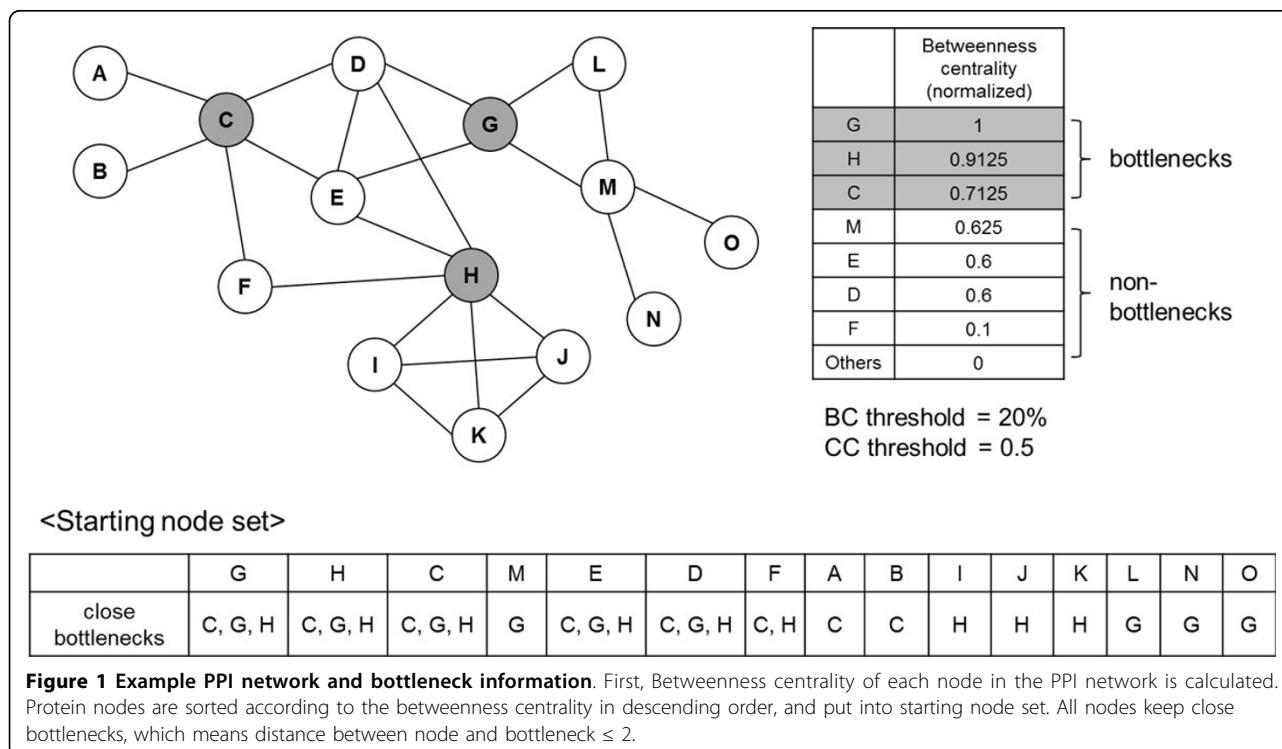 A
B
C
D
E
F
G
H
I
J
K
L
M
N
O
Betweenness
centrality
(normalized)
G 1
H 0.9125
C 0.7125
M 0.625
E 0.6
D 0.6
F 0.1
Others 0
bottlenecks
non-
bottlenecks
BC threshold = 20%
CC threshold = 0.5
<Starting node set>
G H C M E D F A B I J K L N O
close
bottlenecks
C, G, H C, G, H C, G, H G C, G, H C, G, H C, H C C H H H G G G
Figure 1 Example PPI network and bottleneck information. First, Betweenness centrality of each node in the PPI network is calculated.
Protein nodes are sorted according to the betweenness centrality in descending order, and put into starting node set. All nodes keep close
bottlenecks, which means distance between node and bottleneck ≤ 2.